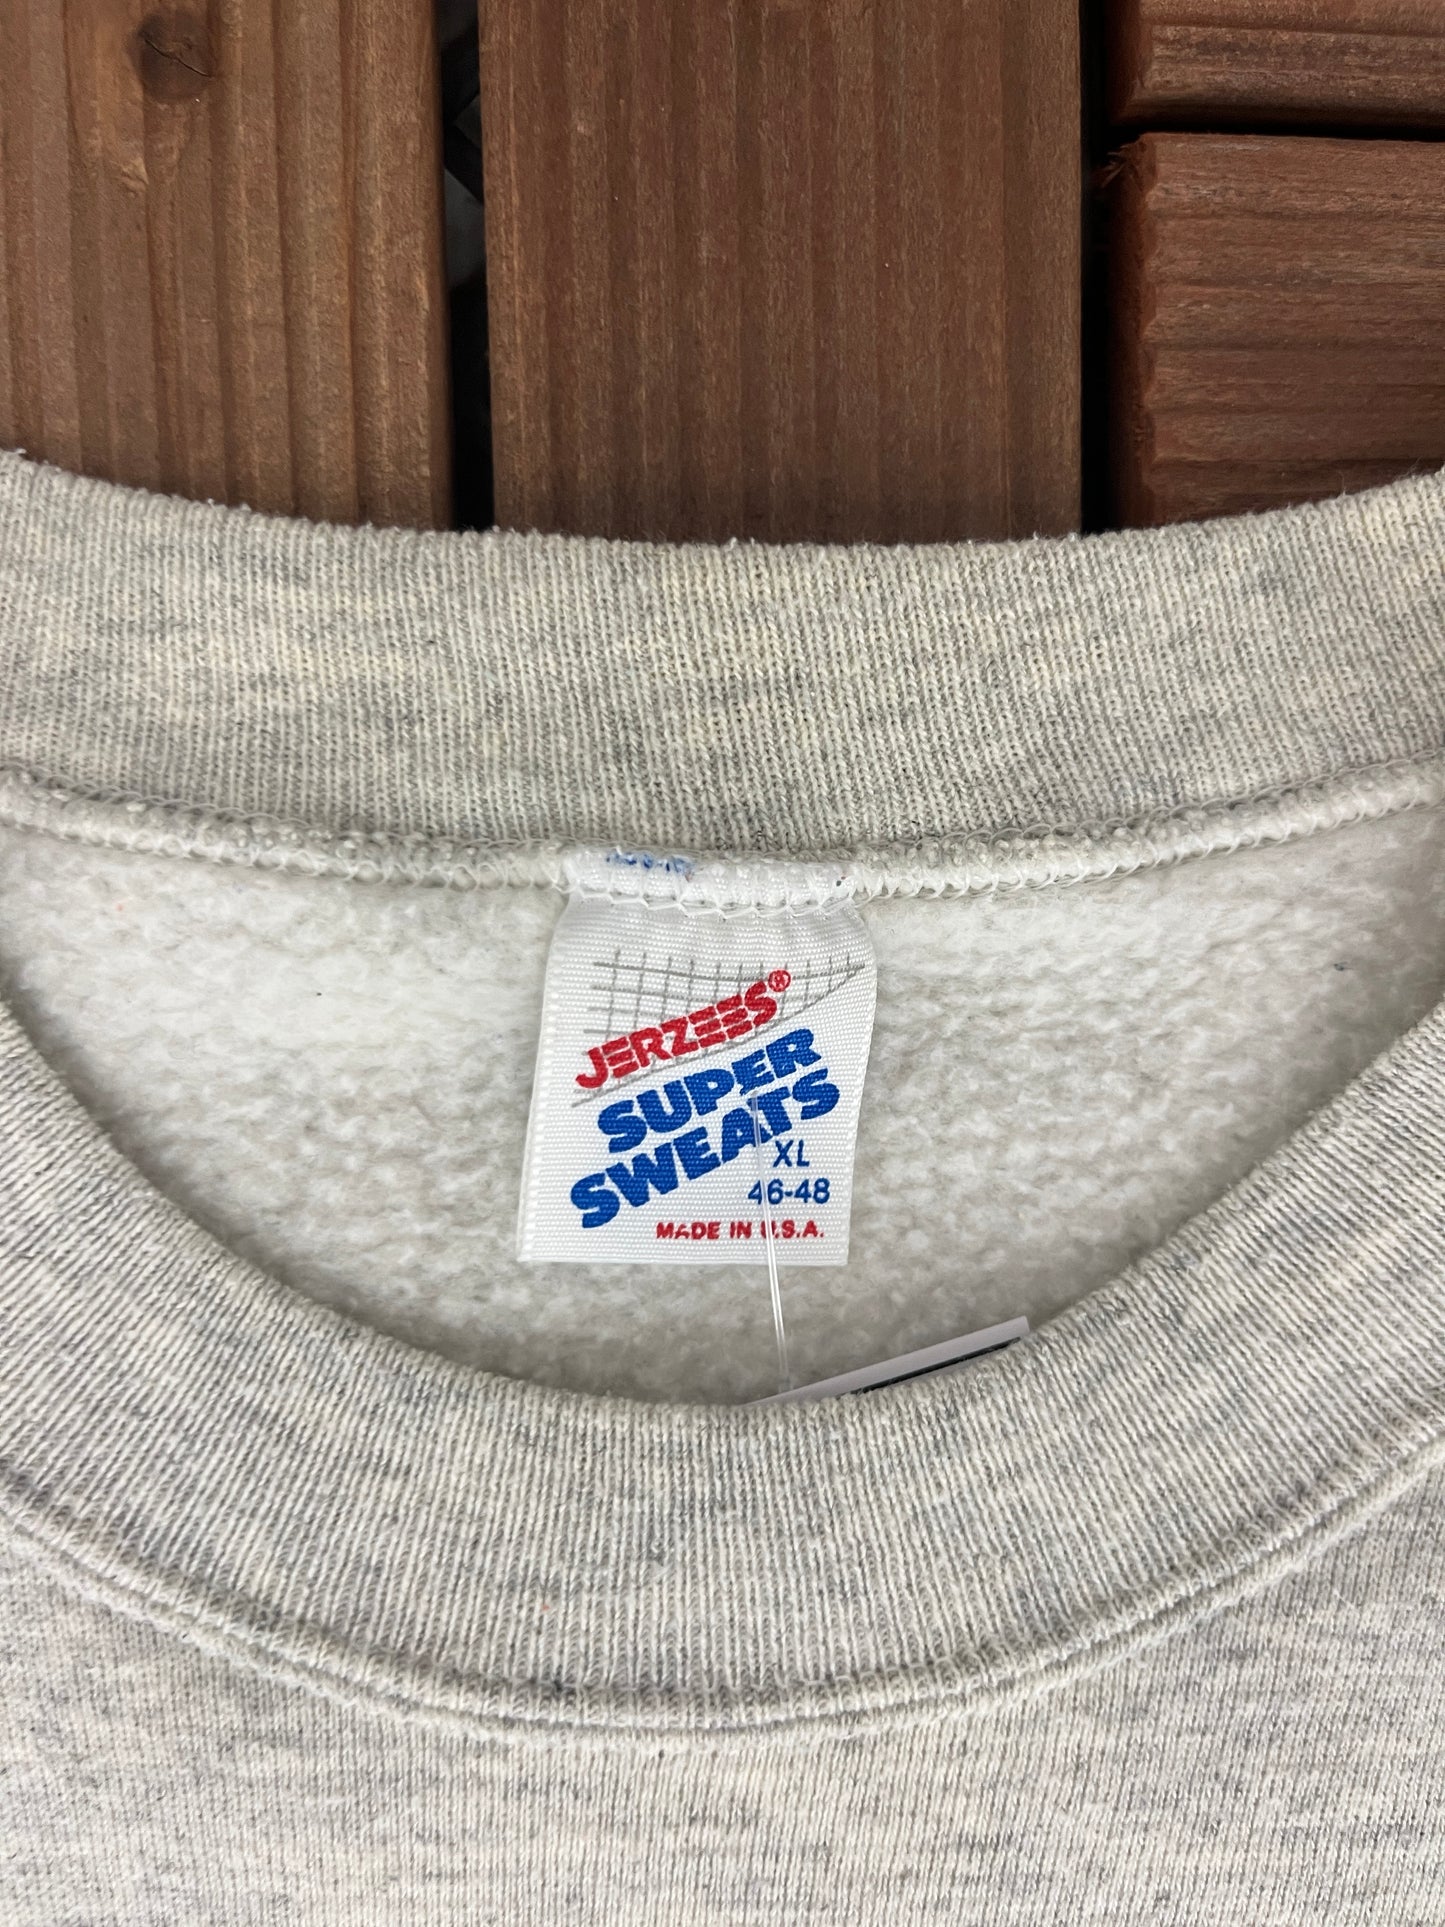 JERZEES®
SUPER
SWEATS
XL
46-48
MADE IN U.S.A.